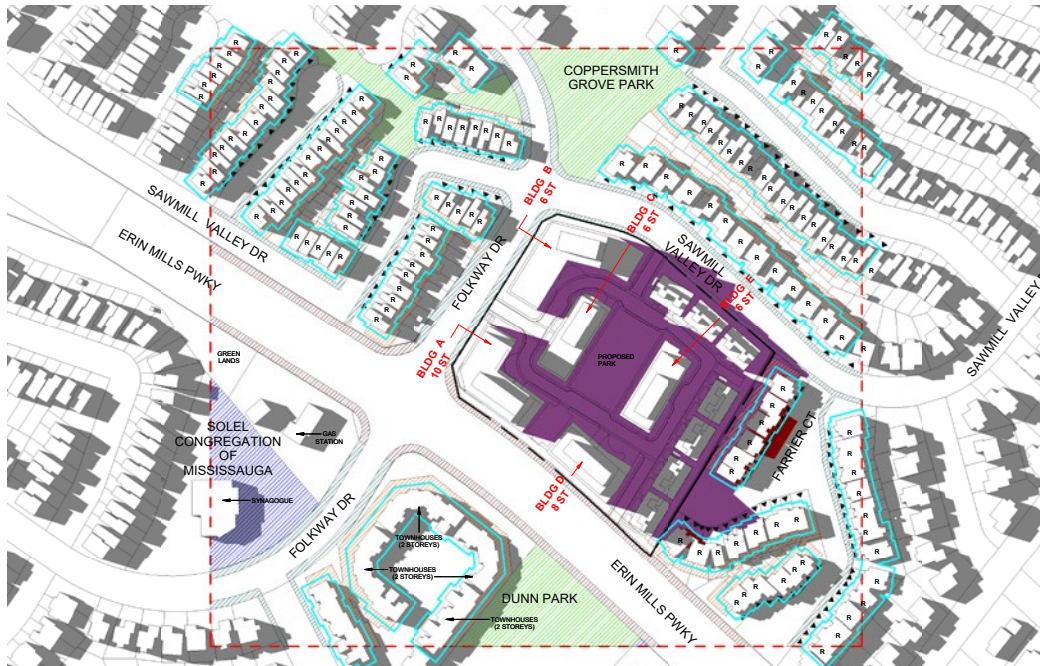 COPPERSMITH
GROVE PARK
BLDG B
6 ST
BLDG C
6 ST
SAWMILL VALLEY DR
ERIN MILLS PWKY
FOLKWAY DR
SAWMILL
VALLEY DR
BLDG E
6 ST
SAWMILL VALLEY
BLDG A
10 ST
PROPOSED
PARK
GREEN
LANDS
SOLEL
CONGREGATION
OF
MISSISSAUGA
GAS
STATION
FARRIER CT
SYNAGOGUE
BLDG D
8 ST
FOLKWAY DR
TOWNHOUSES
(2 STOREYS)
TOWNHOUSES
(2 STOREYS)
DUNN PARK
TOWNHOUSES
(2 STOREYS)
ERIN MILLS PWKY